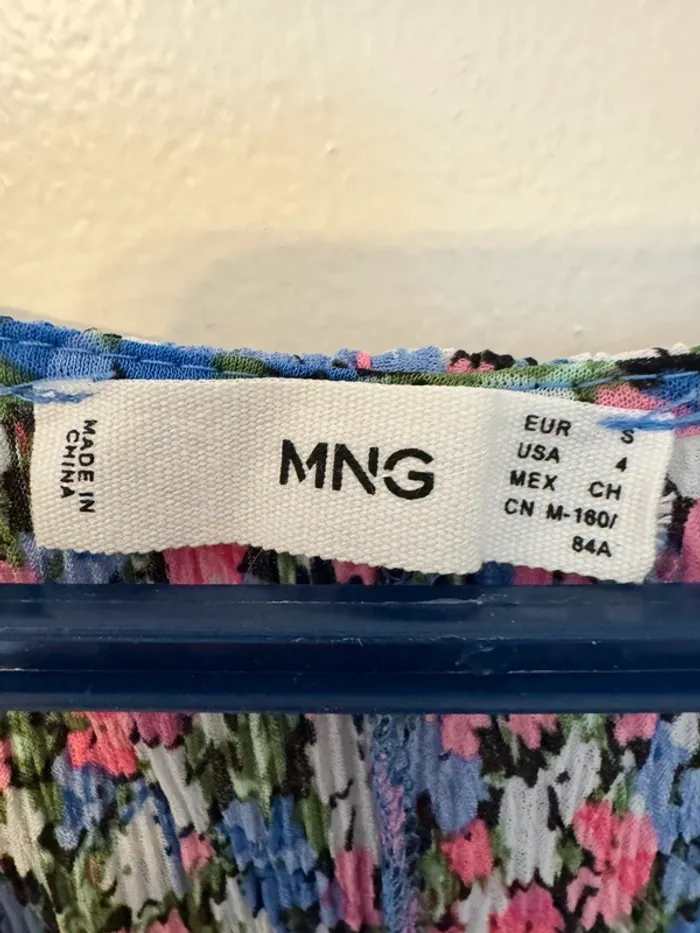 MADE IN
CHINA
MNG
EUR S
USA 4
MEX CH
CN M-160/
84A